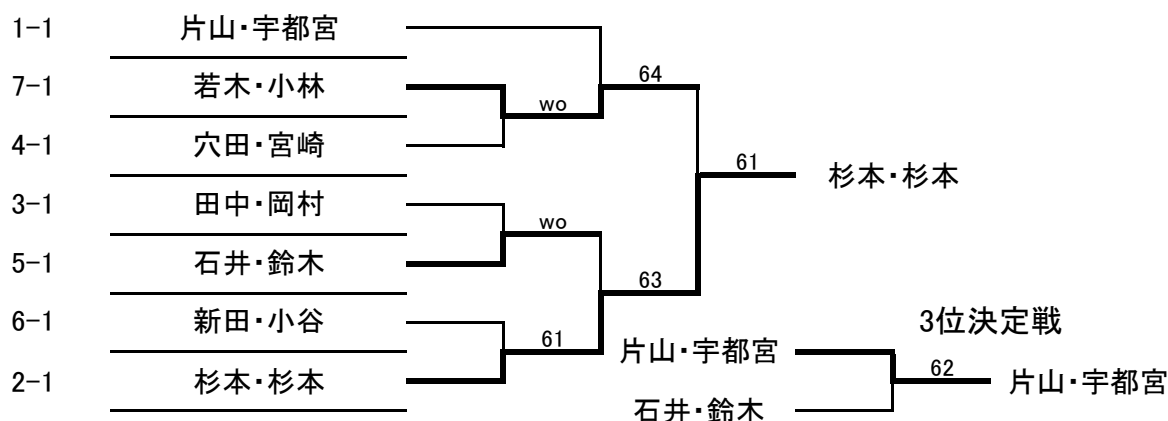 1-1 片山・宇都宮
64
7-1 若木・小林
wo
4-1 穴田・宮崎
61 杉本・杉本
3-1 田中・岡村
wo
5-1 石井・鈴木
63
6-1 新田・小谷
3位決定戦
61 片山・宇都宮
62 片山・宇都宮
2-1 杉本・杉本
石井・鈴木